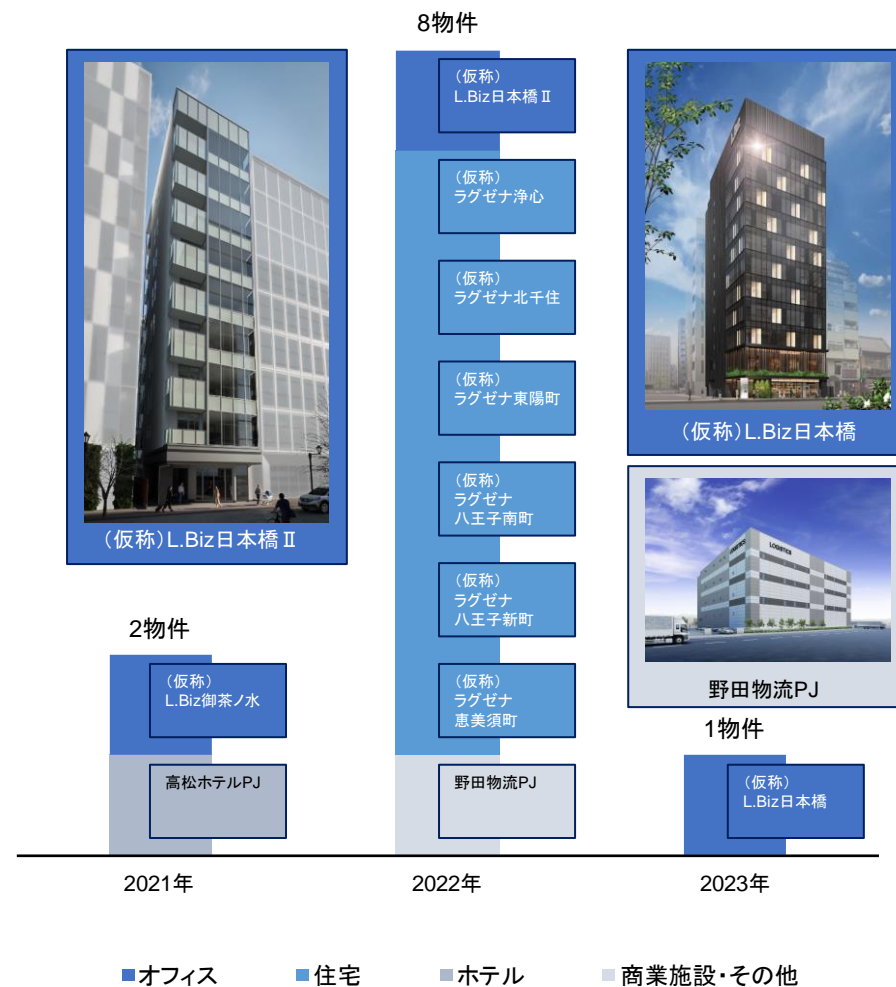 8物件
(仮称)
L.Biz日本橋Ⅱ
(仮称)
ラグゼナ浄心
(仮称)
ラグゼナ北千住
(仮称)
ラグゼナ東陽町
(仮称)
ラグゼナ
八王子南町
(仮称)
ラグゼナ
八王子新町
(仮称)
ラグゼナ
恵美須町
野田物流PJ
(仮称)L.Biz日本橋Ⅱ
2物件
(仮称)
L.Biz御茶ノ水
高松ホテルPJ
(仮称)L.Biz日本橋
LOGISTICS
LOGISTICS
野田物流PJ
1物件
(仮称)
L.Biz日本橋
2021年
2022年
2023年
オフィス
住宅
ホテル
商業施設・その他